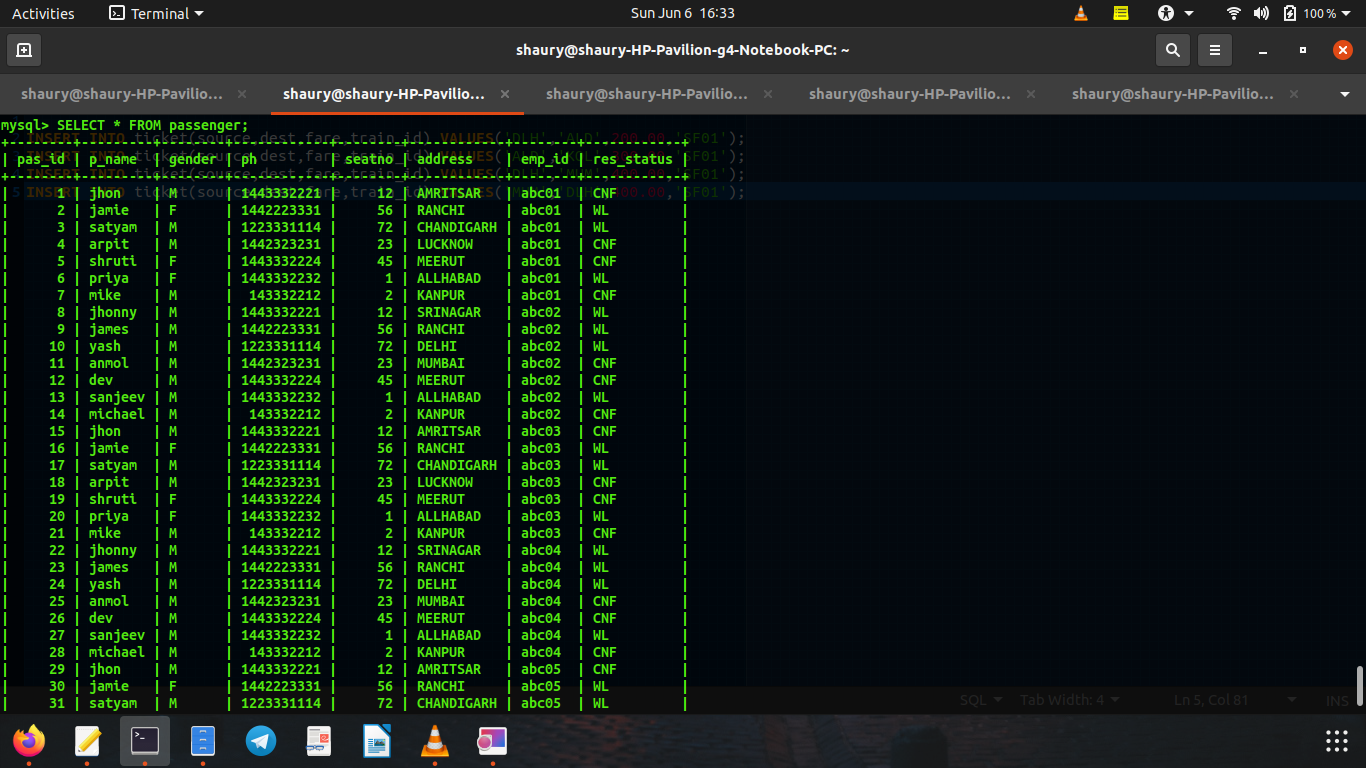 Activities Terminal Sun Jun 6 16:33 100 %
shaury@shaury-HP-Pavilion-g4-Notebook-PC: ~
shaury@shaury-HP-Pavilio... shaury@shaury-HP-Pavilio... shaury@shaury-HP-Pavilio... shaury@shaury-HP-Pavilio... shaury@shaury-HP-Pavilio...
mysql> SELECT * FROM passenger;
| pas_id | p_name | gender | ph | seatno | address | emp_id | res_status |
| 1 | jhon | M | 1443332221 | 12 | AMRITSAR | abc01 | CNF |
| 2 | jamie | F | 1442223331 | 56 | RANCHI | abc01 | WL |
| 3 | satyam | M | 1223331114 | 72 | CHANDIGARH | abc01 | WL |
| 4 | arpit | M | 1442323231 | 23 | LUCKNOW | abc01 | CNF |
| 5 | shruti | F | 1443332224 | 45 | MEERUT | abc01 | CNF |
| 6 | priya | F | 1443332232 | 1 | ALLHABAD | abc01 | WL |
| 7 | mike | M | 143332212 | 2 | KANPUR | abc01 | CNF |
| 8 | jhonny | M | 1443332221 | 12 | SRINAGAR | abc02 | WL |
| 9 | james | M | 1442223331 | 56 | RANCHI | abc02 | WL |
| 10 | yash | M | 1223331114 | 72 | DELHI | abc02 | WL |
| 11 | anmol | M | 1442323231 | 23 | MUMBAI | abc02 | CNF |
| 12 | dev | M | 1443332224 | 45 | MEERUT | abc02 | CNF |
| 13 | sanjeev | M | 1443332232 | 1 | ALLHABAD | abc02 | WL |
| 14 | michael | M | 143332212 | 2 | KANPUR | abc02 | CNF |
| 15 | jhon | M | 1443332221 | 12 | AMRITSAR | abc03 | CNF |
| 16 | jamie | F | 1442223331 | 56 | RANCHI | abc03 | WL |
| 17 | satyam | M | 1223331114 | 72 | CHANDIGARH | abc03 | WL |
| 18 | arpit | M | 1442323231 | 23 | LUCKNOW | abc03 | CNF |
| 19 | shruti | F | 1443332224 | 45 | MEERUT | abc03 | CNF |
| 20 | priya | F | 1443332232 | 1 | ALLHABAD | abc03 | WL |
| 21 | mike | M | 143332212 | 2 | KANPUR | abc03 | CNF |
| 22 | jhonny | M | 1443332221 | 12 | SRINAGAR | abc04 | WL |
| 23 | james | M | 1442223331 | 56 | RANCHI | abc04 | WL |
| 24 | yash | M | 1223331114 | 72 | DELHI | abc04 | WL |
| 25 | anmol | M | 1442323231 | 23 | MUMBAI | abc04 | CNF |
| 26 | dev | M | 1443332224 | 45 | MEERUT | abc04 | CNF |
| 27 | sanjeev | M | 1443332232 | 1 | ALLHABAD | abc04 | WL |
| 28 | michael | M | 143332212 | 2 | KANPUR | abc04 | CNF |
| 29 | jhon | M | 1443332221 | 12 | AMRITSAR | abc05 | CNF |
| 30 | jamie | F | 1442223331 | 56 | RANCHI | abc05 | WL |
| 31 | satyam | M | 1223331114 | 72 | CHANDIGARH | abc05 | WL |
SQL Tab Width: 4 Ln 5, Col 81 INS